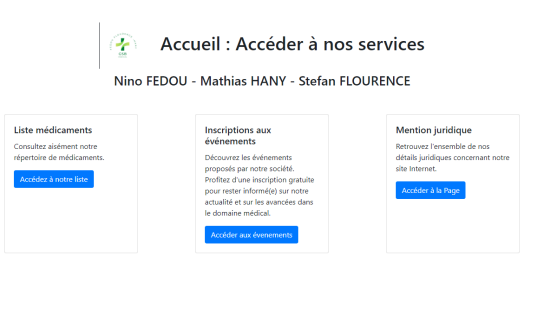 Accueil : Accéder à nos services
Nino FEDOU - Mathias HANY - Stefan FLOURENCE
Liste médicaments
Consultez aisément notre
répertoire de médicaments.
Accédez à notre liste
Inscriptions aux
événements
Découvrez les événements
proposés par notre société.
Profitez d'une inscription gratuite
pour rester informé(e) sur notre
actualité et sur les avancées dans
le domaine médical.
Accéder aux évenements
Mention juridique
Retrouvez l'ensemble de nos
détails juridiques concernant notre
site Internet.
Accéder à la Page